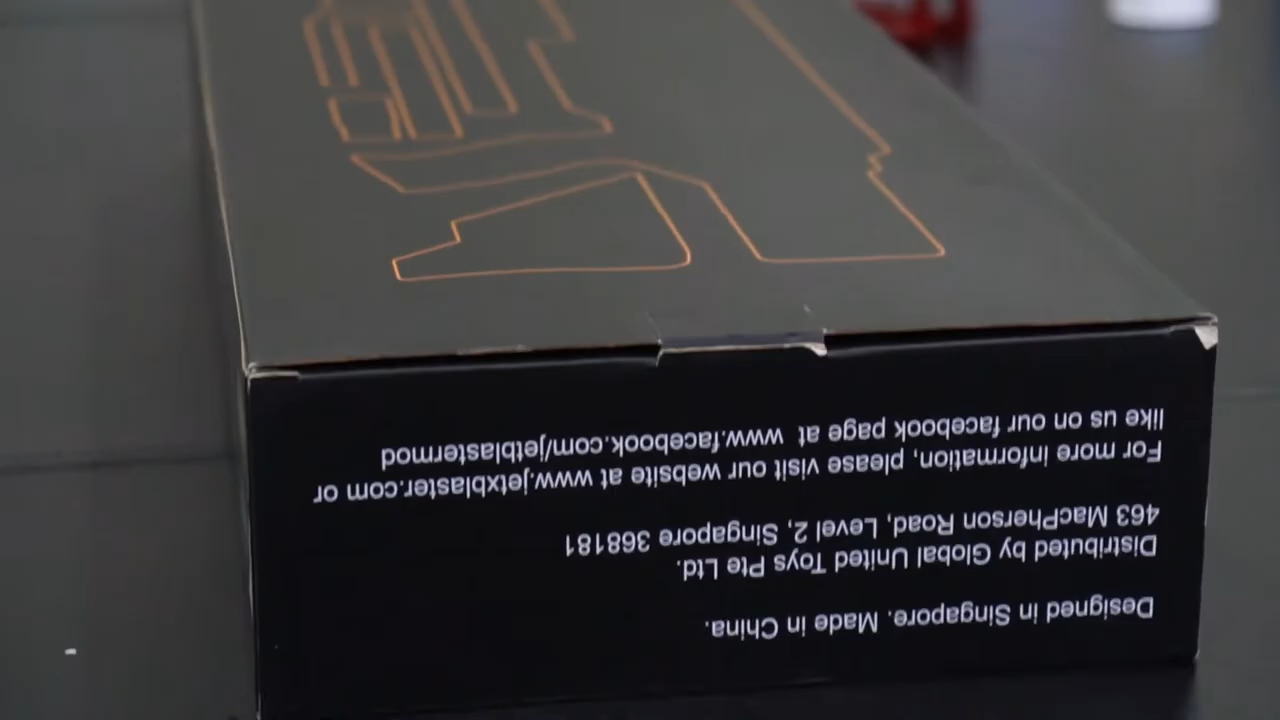 Designed in Singapore. Made in China.
Distributed by Global United Toys Pte Ltd.
463 MacPherson Road, Level 2, Singapore 368181
For more information, please visit our website at www.jetxblaster.com or
like us on our facebook page at www.facebook.com/jetblastermod